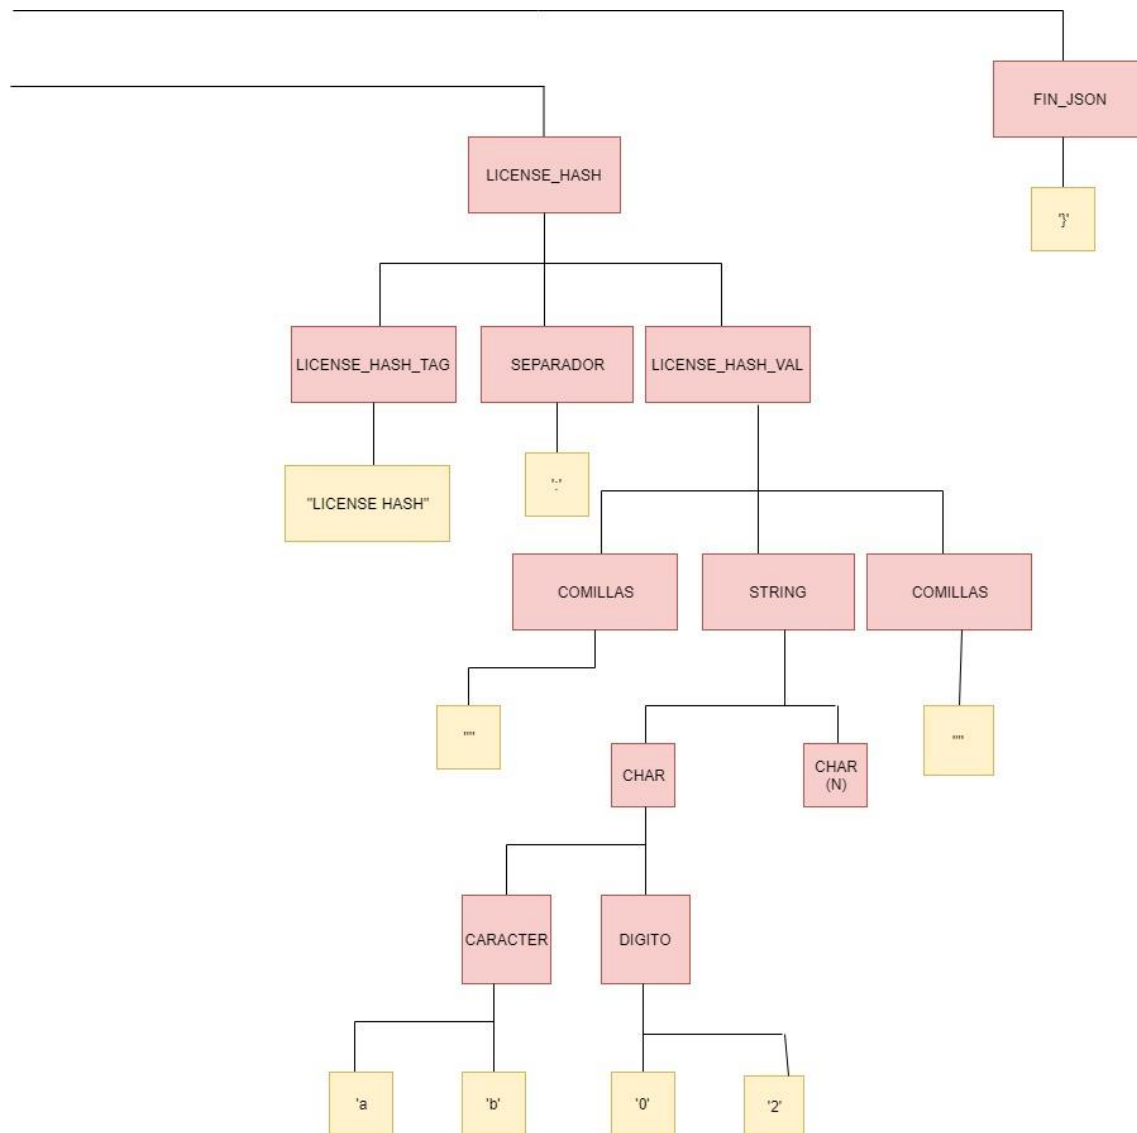 FIN_JSON
LICENSE_HASH
'}'
LICENSE_HASH_TAG
SEPARADOR
LICENSE_HASH_VAL
"LICENSE HASH"
':'
COMILLAS
STRING
COMILLAS
'"'
'"'
CHAR
CHAR
(N)
CARACTER
DIGITO
'a
'b'
'0'
'2'